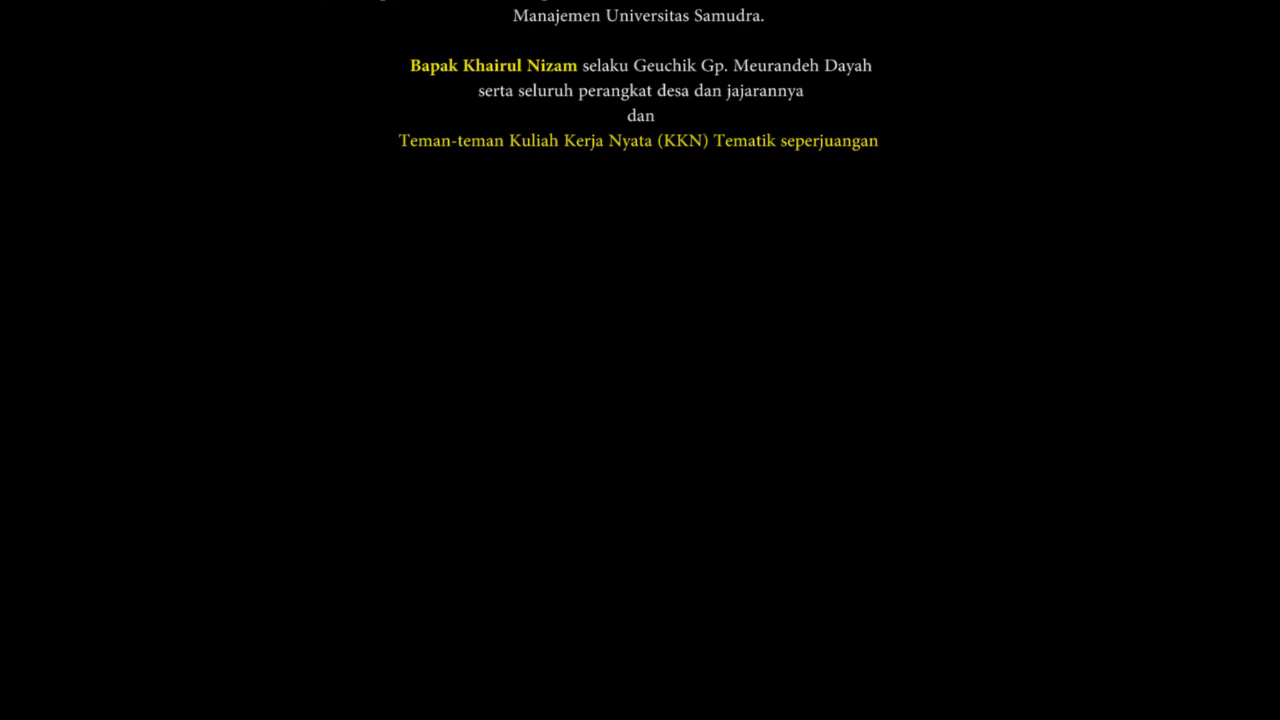 Manajemen Universitas Samudra.
Bapak Khairul Nizam selaku Geuchik Gp. Meurandeh Dayah
serta seluruh perangkat desa dan jajarannya
dan
Teman-teman Kuliah Kerja Nyata (KKN) Tematik seperjuangan